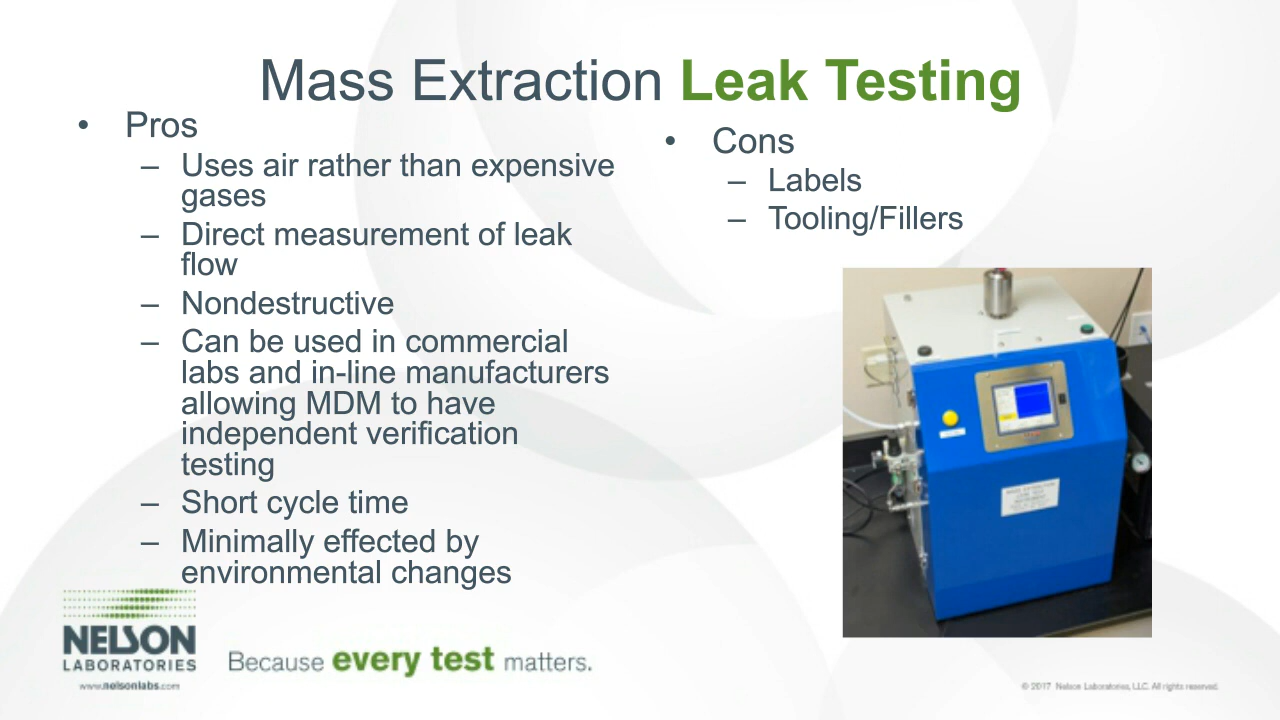 Mass Extraction Leak Testing
• Pros
– Uses air rather than expensive
gases
– Direct measurement of leak
flow
– Nondestructive
– Can be used in commercial
labs and in-line manufacturers
allowing MDM to have
independent verification
testing
– Short cycle time
– Minimally effected by
environmental changes
• Cons
– Labels
– Tooling/Fillers
NELSON
LABORATORIES
www.nelsonlabs.com
Because every test matters.
© 2017 Nelson Laboratories, LLC. All rights reserved.